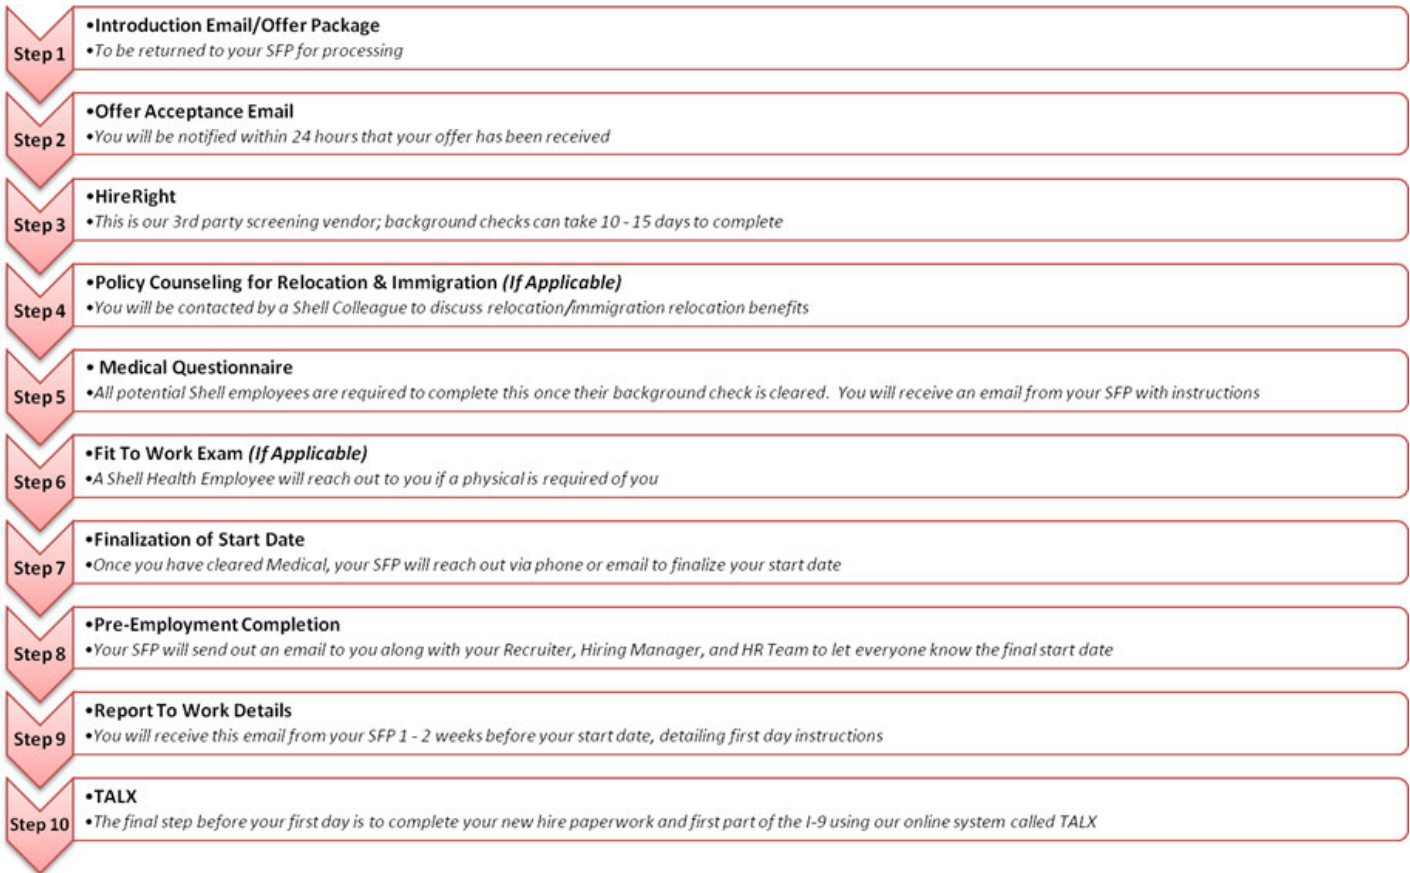 Step 1
•Introduction Email/Offer Package
•To be returned to your SFP for processing
Step 2
•Offer Acceptance Email
•You will be notified within 24 hours that your offer has been received
Step 3
•HireRight
•This is our 3rd party screening vendor; background checks can take 10 - 15 days to complete
Step 4
•Policy Counseling for Relocation & Immigration (If Applicable)
•You will be contacted by a Shell Colleague to discuss relocation/immigration relocation benefits
Step 5
• Medical Questionnaire
•All potential Shell employees are required to complete this once their background check is cleared.  You will receive an email from your SFP with instructions
Step 6
•Fit To Work Exam (If Applicable)
•A Shell Health Employee will reach out to you if a physical is required of you
Step 7
•Finalization of Start Date
•Once you have cleared Medical, your SFP will reach out via phone or email to finalize your start date
Step 8
•Pre-Employment Completion
•Your SFP will send out an email to you along with your Recruiter, Hiring Manager, and HR Team to let everyone know the final start date
Step 9
•Report To Work Details
•You will receive this email from your SFP 1 - 2 weeks before your start date, detailing first day instructions
Step 10
•TALX
•The final step before your first day is to complete your new hire paperwork and first part of the I-9 using our online system called TALX